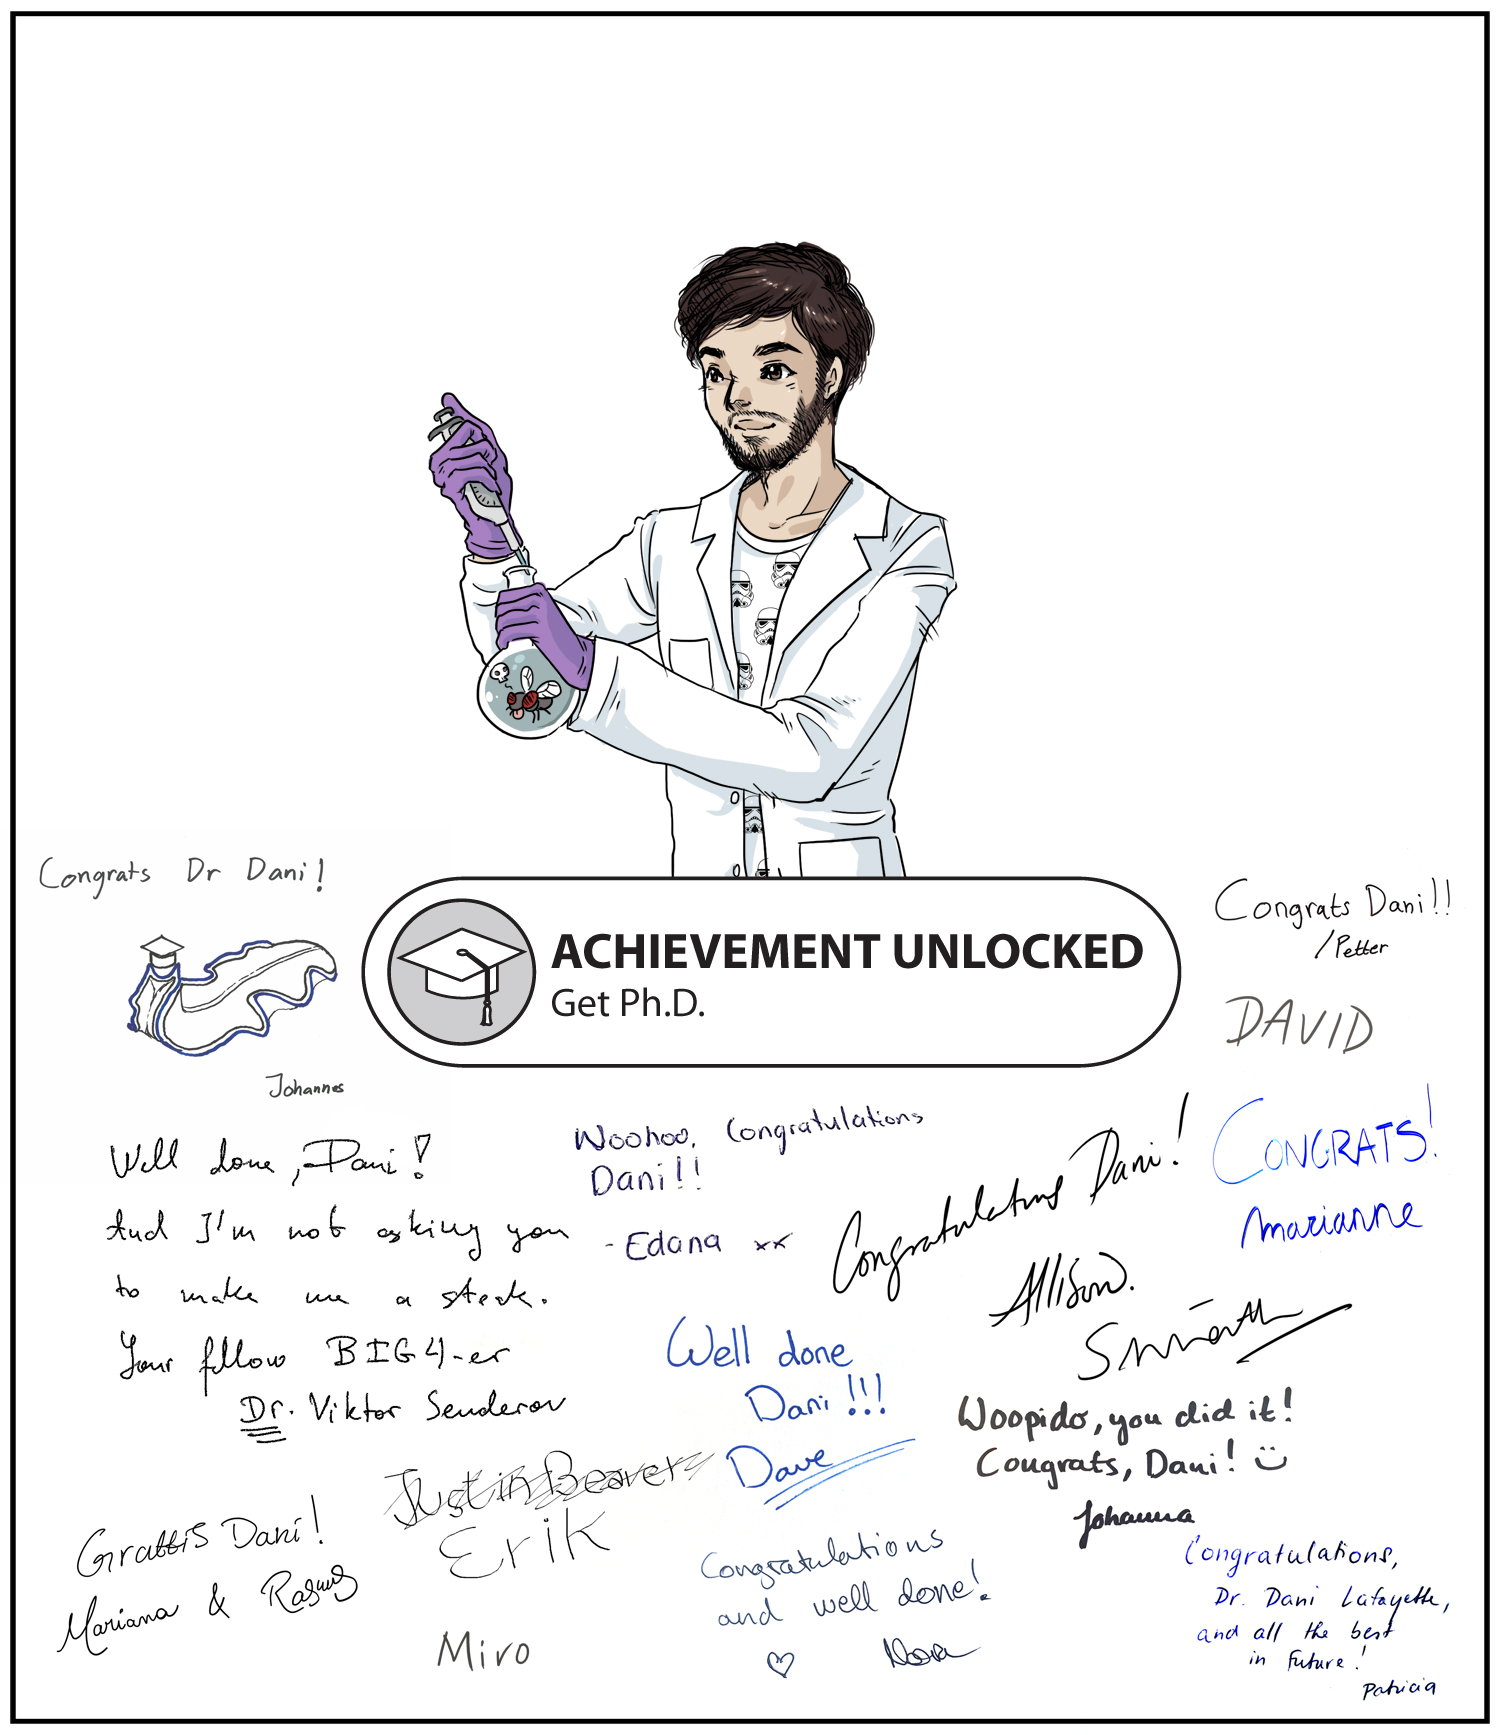 Congrats Dr Dani!
Johannes
ACHIEVEMENT UNLOCKED
Get Ph.D.
Congrats Dani!!
/Petter
DAVID
Well done, Dani!
And I'm not asking you
to make me a steak.
Your fellow BIG4-er
Dr. Viktor Senderov
Woohoo, Congratulations
Dani!!
- Edana xx
Congratulations Dani!
Allison.
CONGRATS!
Marianne
Well done
Dani!!!
Dave
Woopido, you did it!
Congrats, Dani! :)
Johanna
Justin Beaver
Erik
Grattis Dani!
Mariana & Rasmus
Miro
Congratulations
and well done!
♡ Nora
Congratulations,
Dr. Dani Lafayette,
and all the best
in Future!
Patricia